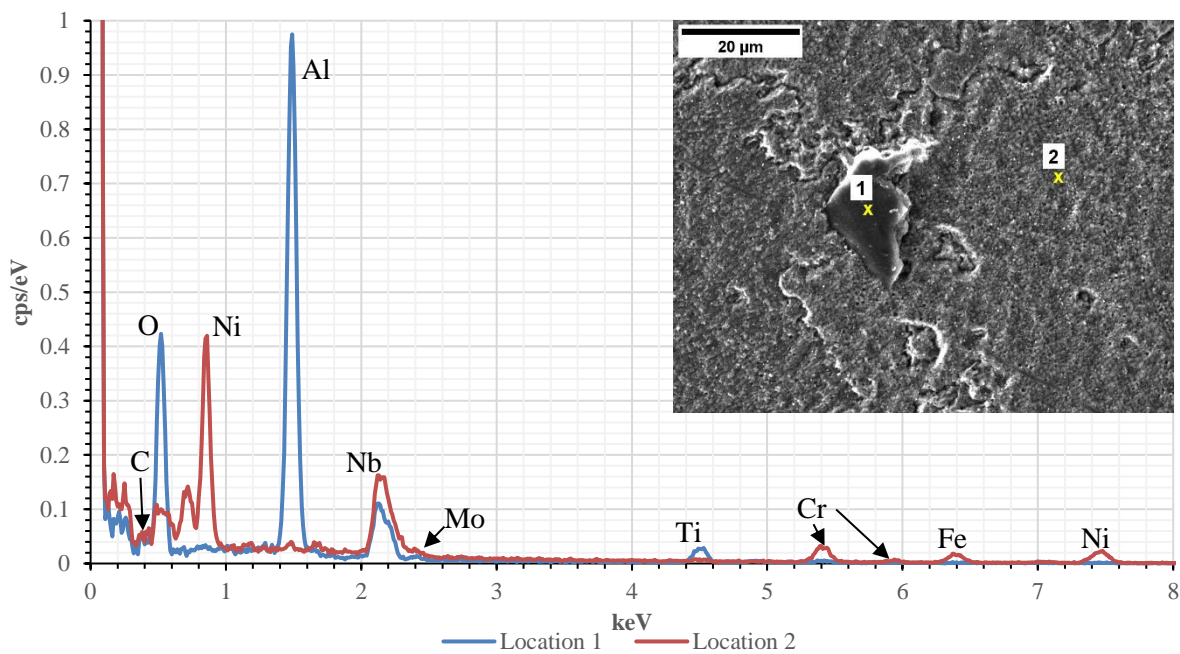 1
0.9
0.8
0.7
0.6
0.5
0.4
0.3
0.2
0.1
0
cps/eV
0 1 2 3 4 5 6 7 8
keV
Al
O
Ni
C
Nb
Mo
Ti
Cr
Fe
Ni
20 µm
1
x
2
x
Location 1 Location 2